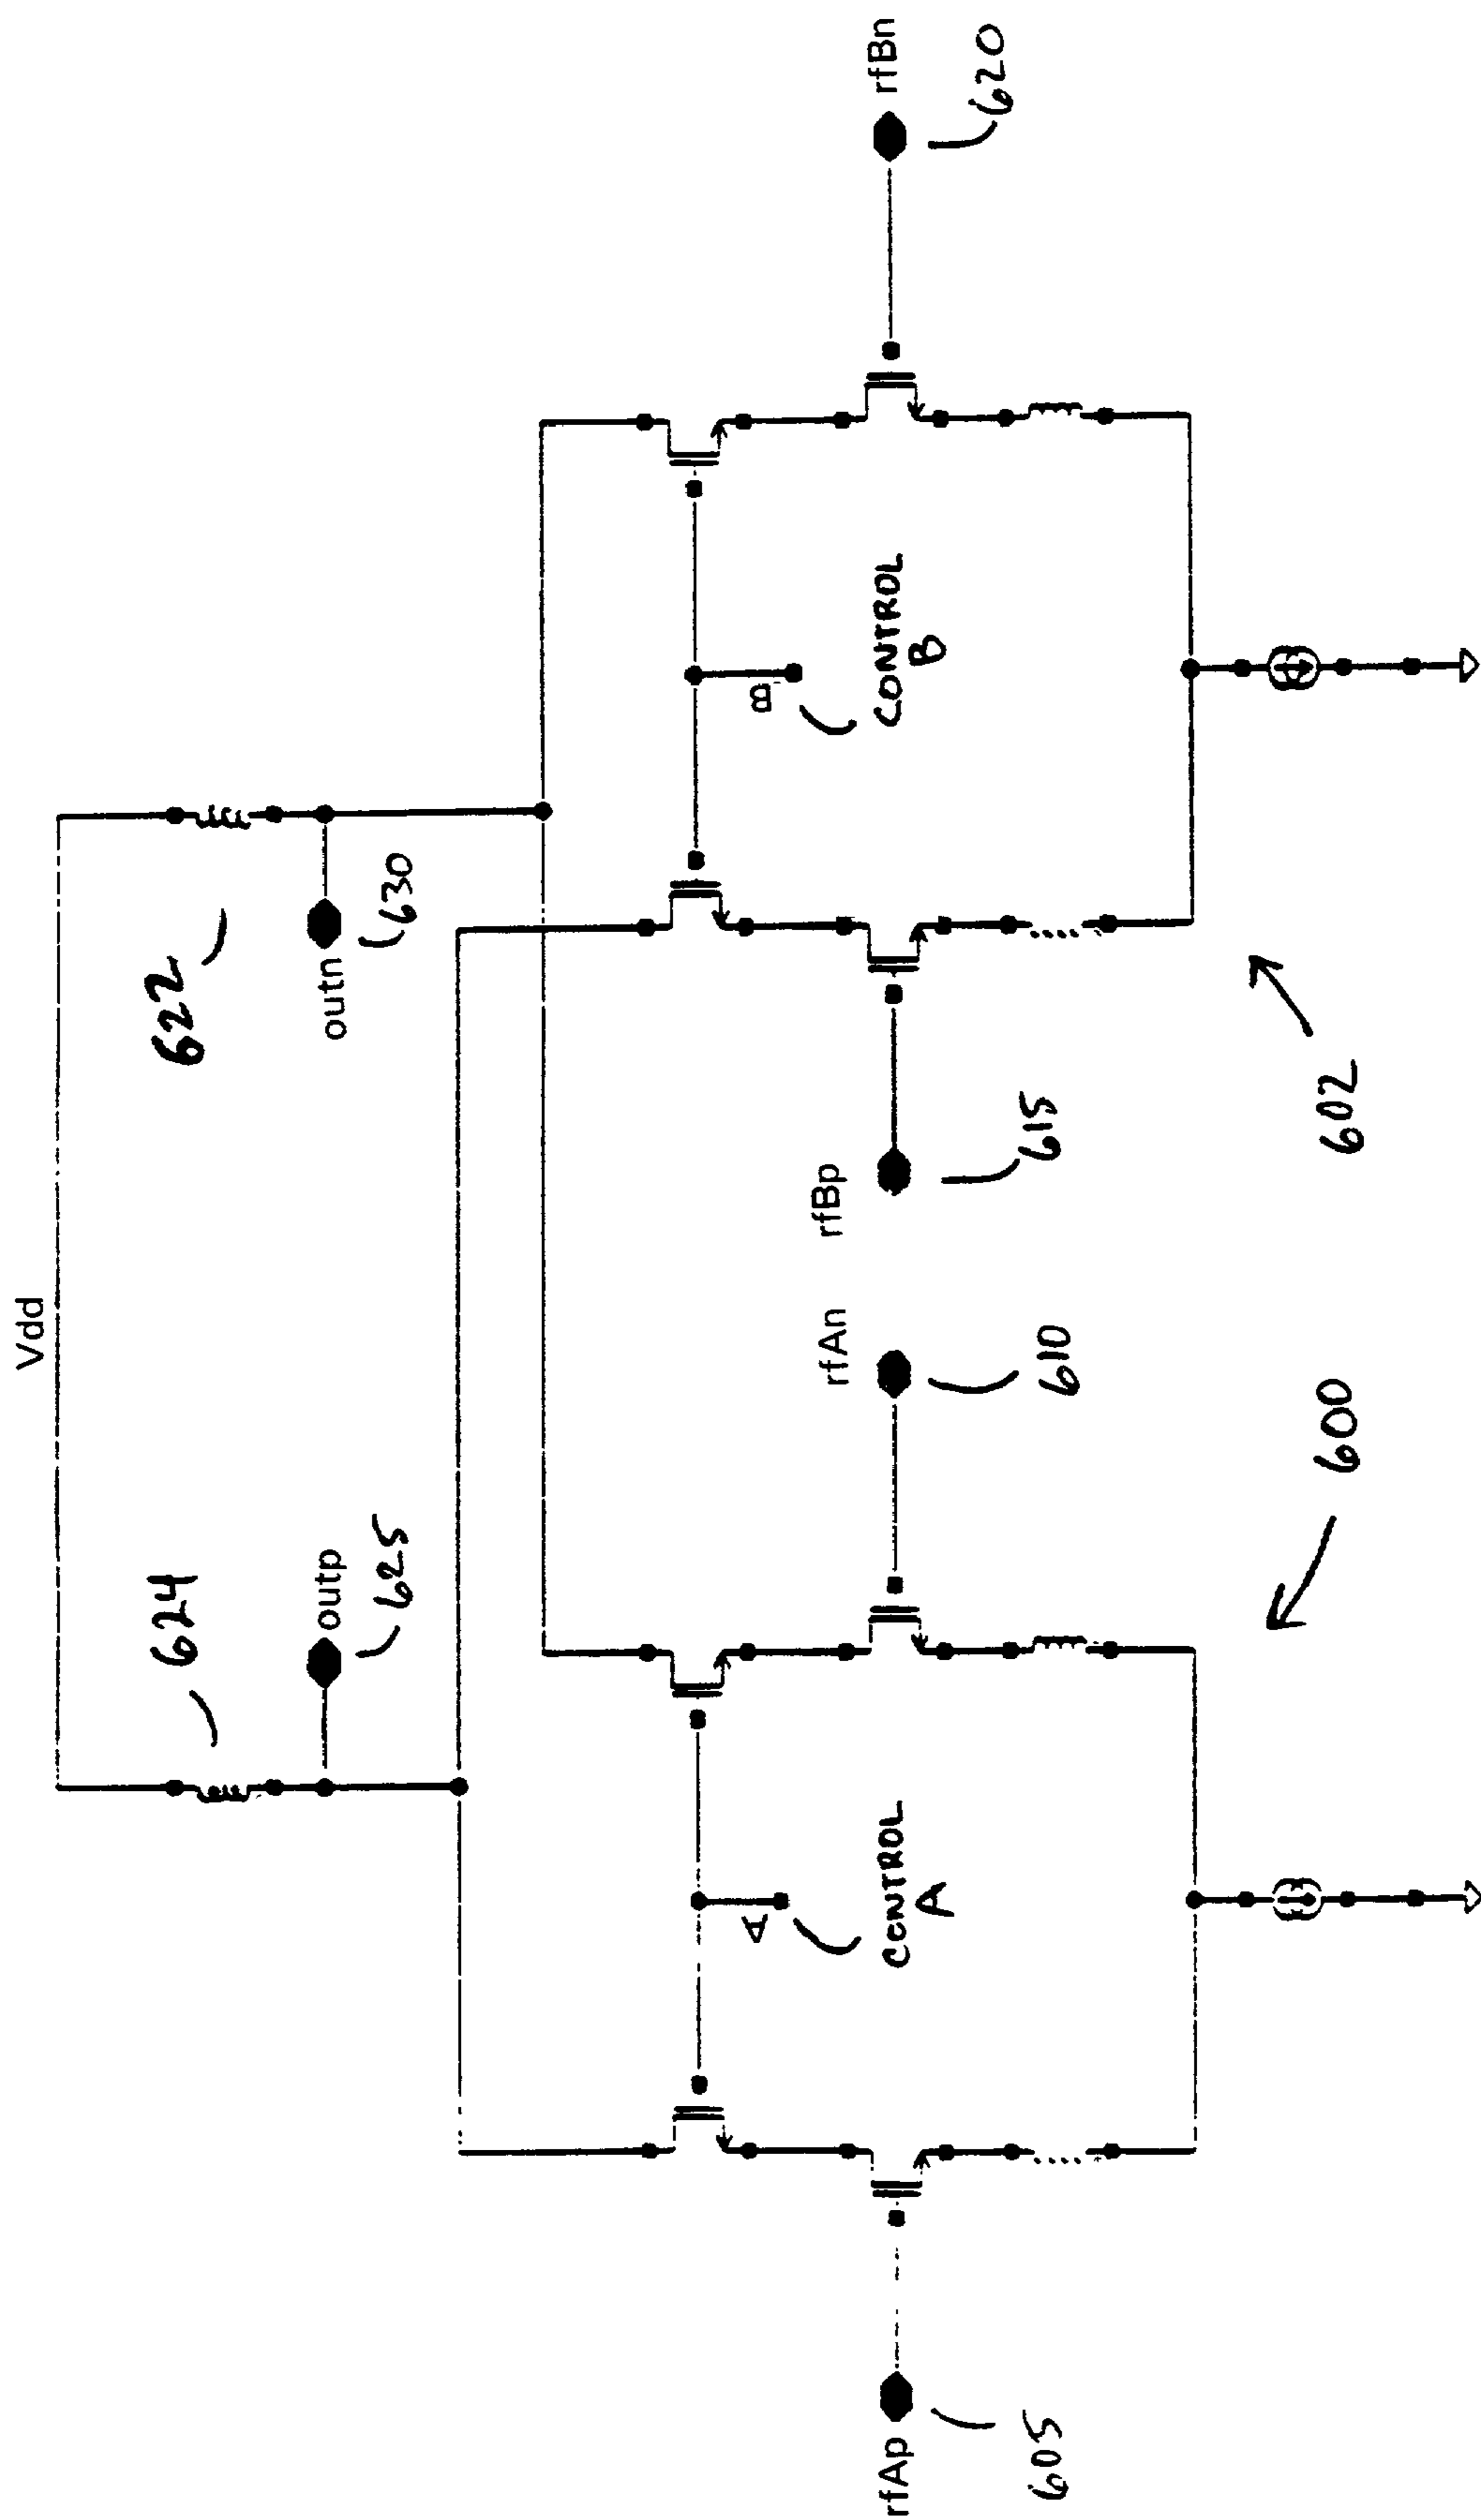 Vdd
624
622
outp
625
outn
630
A
CONTROL
A
B
CONTROL
B
rfAp
605
rfAn
610
rfBp
615
rfBn
620
600
602